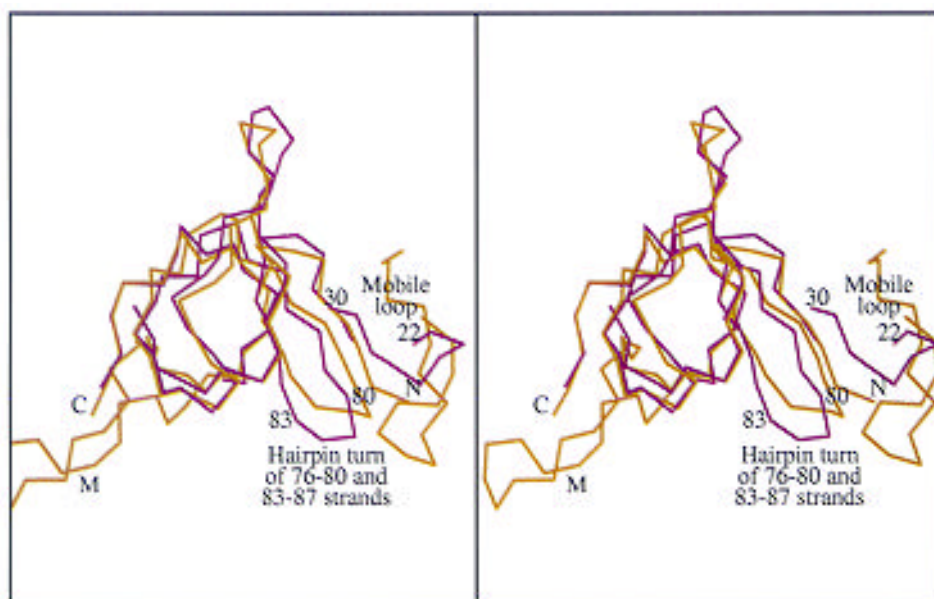 30
Mobile
loop
22
C
83
80
N
M
Hairpin turn
of 76-80 and
83-87 strands
30
Mobile
loop
22
C
83
80
N
M
Hairpin turn
of 76-80 and
83-87 strands